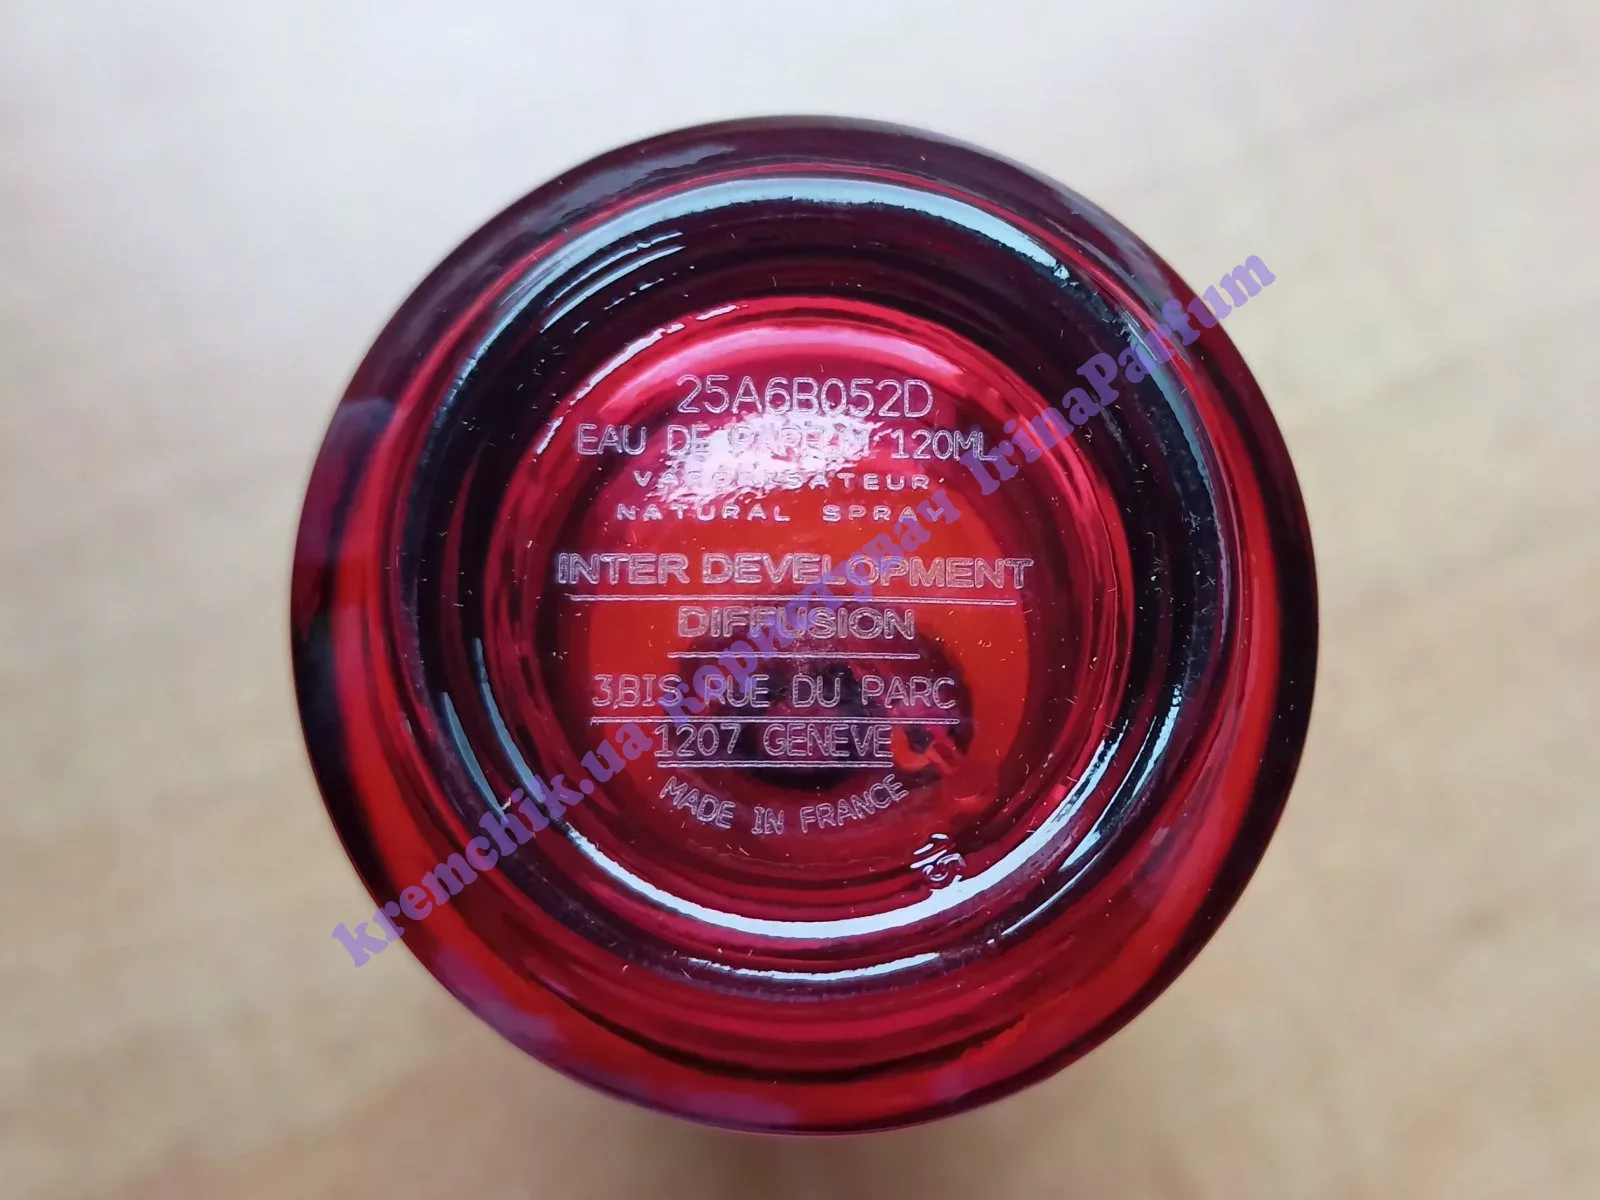 25A6B052D
EAU DE PARFUM 120ML
VAPORISATEUR
NATURAL SPRAY
INTER DEVELOPMENT
DIFFUSION
3BIS RUE DU PARC
1207 GENEVE
MADE IN FRANCE
kremchik.ua користувач IrinaParfum